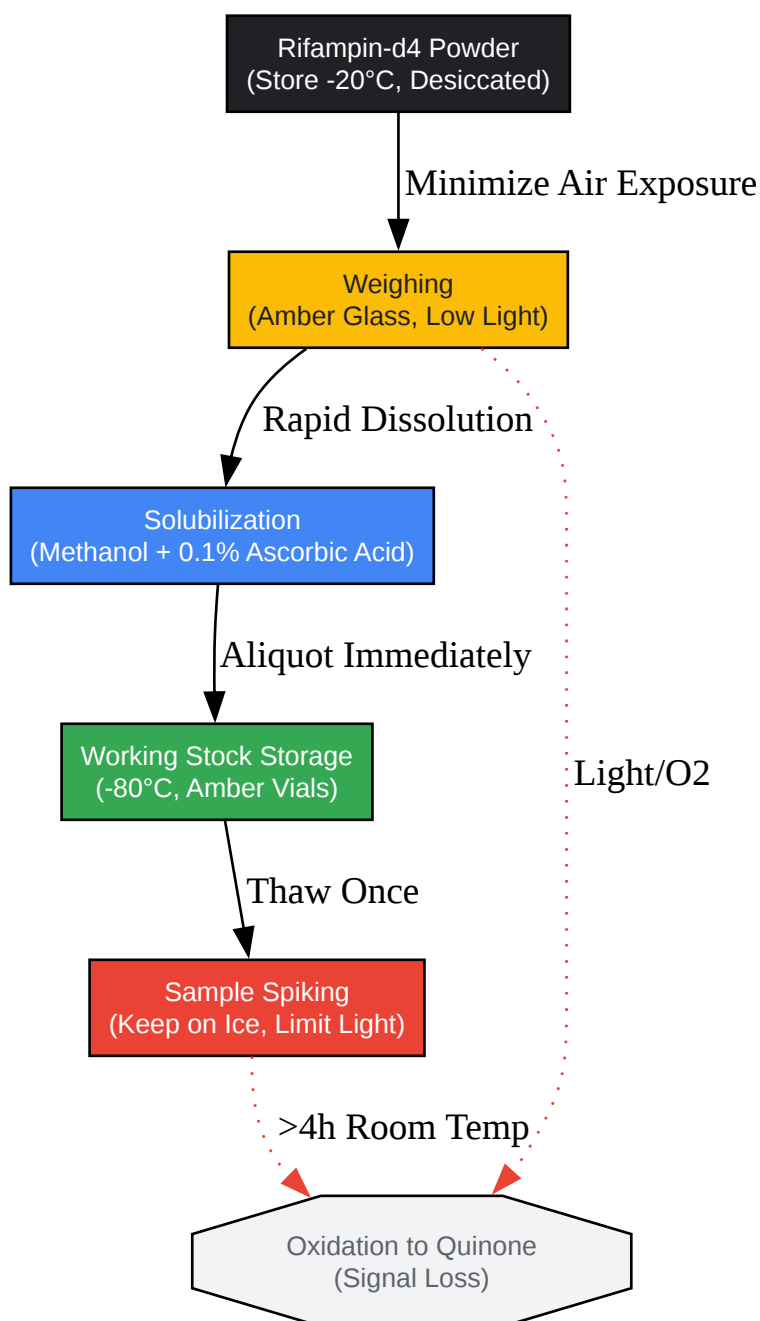 Rifampin-d4 Powder
(Store -20°C, Desiccated)
Minimize Air Exposure
Weighing
(Amber Glass, Low Light)
Rapid Dissolution
Solubilization
(Methanol + 0.1% Ascorbic Acid)
Aliquot Immediately
Working Stock Storage
(-80°C, Amber Vials)
Light/O2
Thaw Once
Sample Spiking
(Keep on Ice, Limit Light)
>4h Room Temp
Oxidation to Quinone
(Signal Loss)